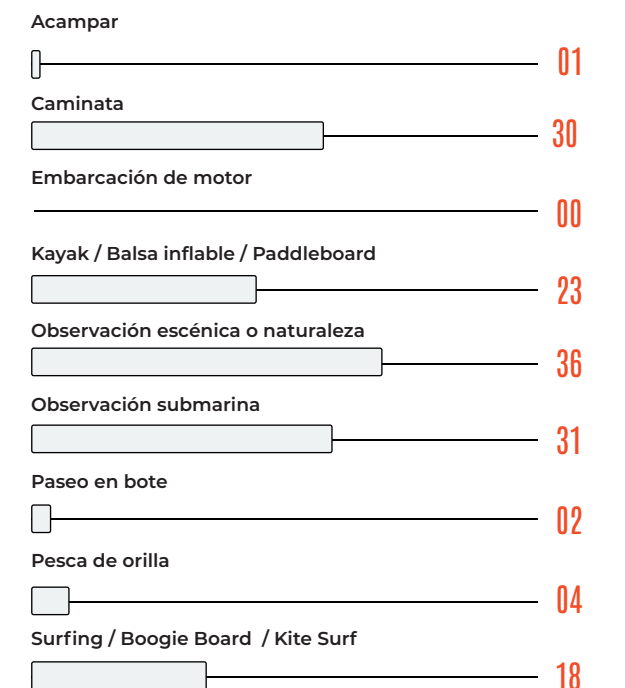 Acampar
01
Caminata
30
Embarcación de motor
00
Kayak / Balsa inflable / Paddleboard
23
Observación escénica o naturaleza
36
Observación submarina
31
Paseo en bote
02
Pesca de orilla
04
Surfing / Boogie Board / Kite Surf
18